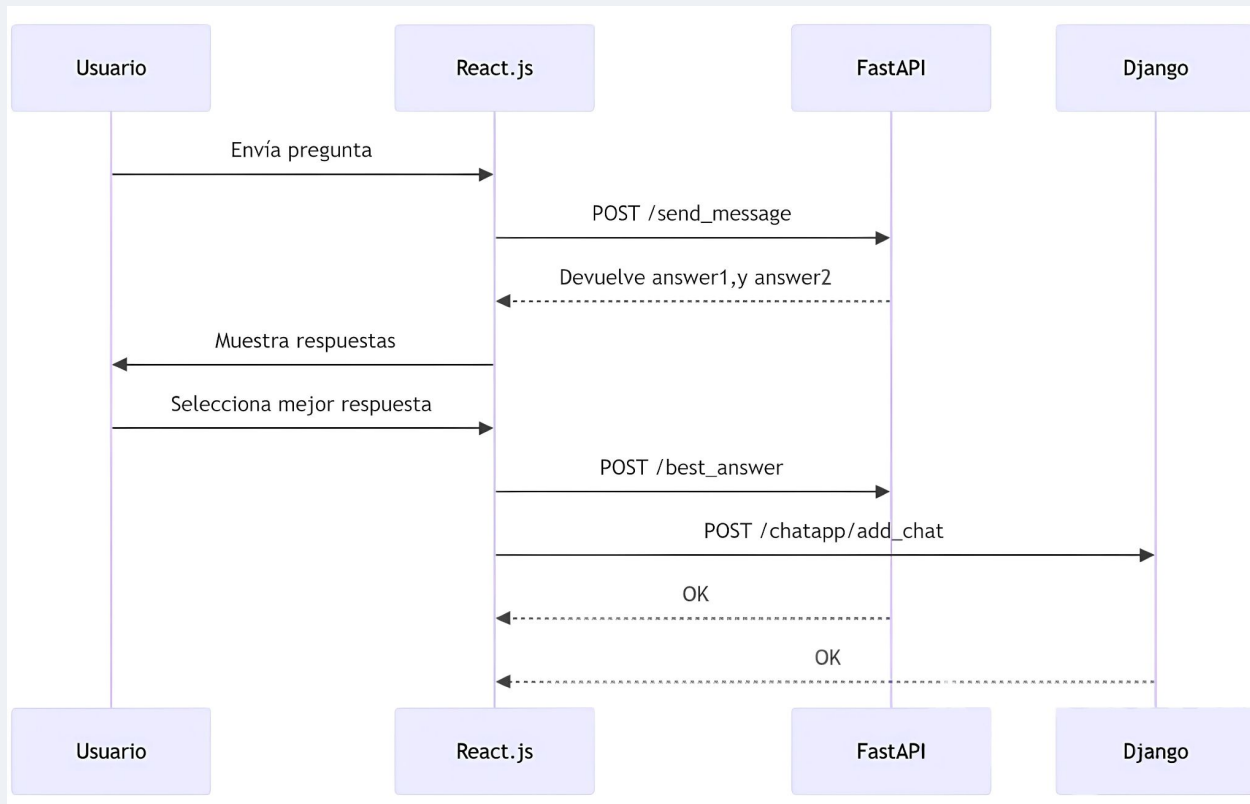 Usuario
React.js
FastAPI
Django
Envía pregunta
POST /send_message
Devuelve answer1,y answer2
Muestra respuestas
Selecciona mejor respuesta
POST /best_answer
POST /chatapp/add_chat
OK
OK
Usuario
React.js
FastAPI
Django